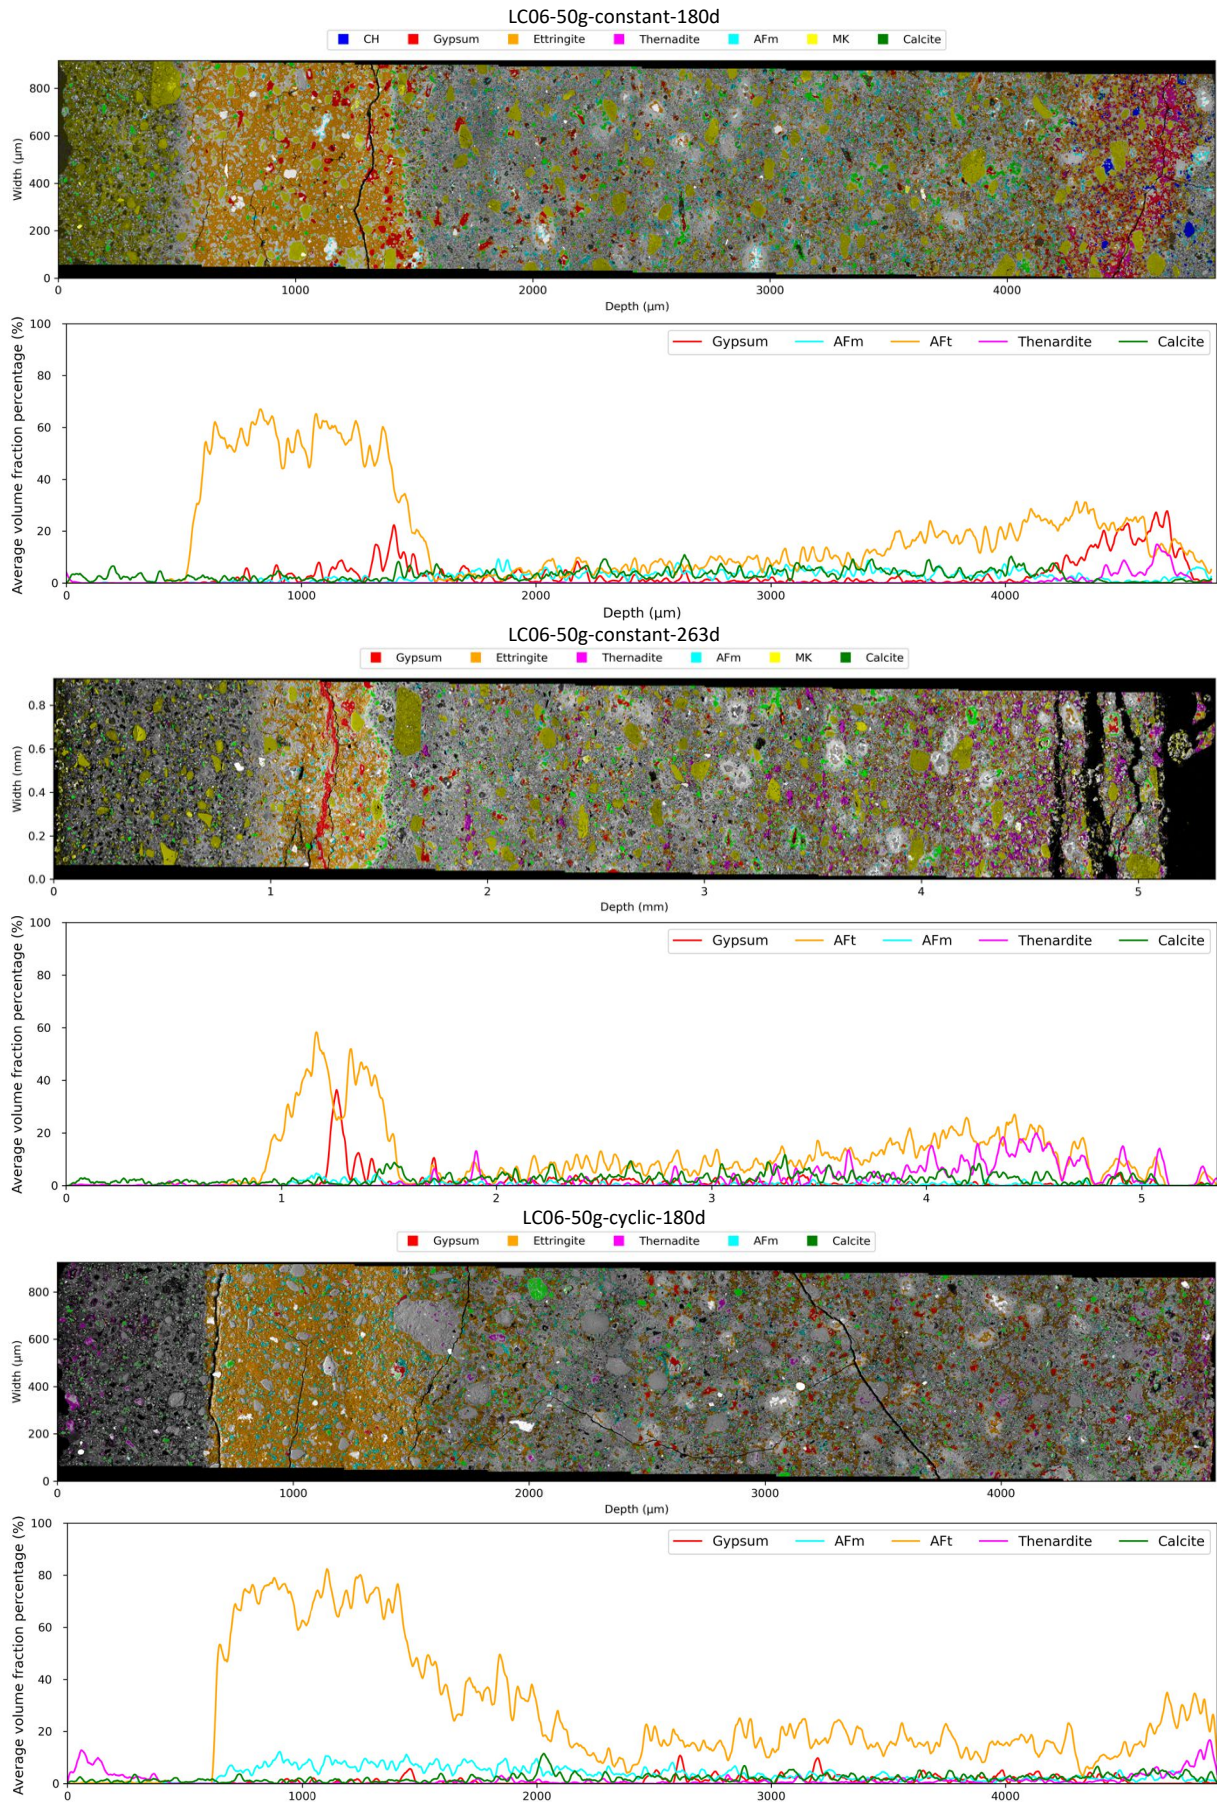 LC06-50g-constant-180d
CH Gypsum Ettringite Thernadite AFm MK Calcite
Width (µm)
800
600
400
200
0
0 1000 2000 3000 4000
Depth (µm)
Average volume fraction percentage (%)
100
80
60
40
20
0
Gypsum AFm AFt Thenardite Calcite
0 1000 2000 3000 4000
Depth (µm)
LC06-50g-constant-263d
Gypsum Ettringite Thernadite AFm MK Calcite
Width (mm)
0.8
0.6
0.4
0.2
0.0
0 1 2 3 4 5
Depth (mm)
Average volume fraction percentage (%)
100
80
60
40
20
0
Gypsum AFt AFm Thenardite Calcite
0 1 2 3 4 5
LC06-50g-cyclic-180d
Gypsum Ettringite Thernadite AFm Calcite
Width (µm)
800
600
400
200
0
0 1000 2000 3000 4000
Depth (µm)
Average volume fraction percentage (%)
100
80
60
40
20
0
Gypsum AFm AFt Thenardite Calcite
0 1000 2000 3000 4000